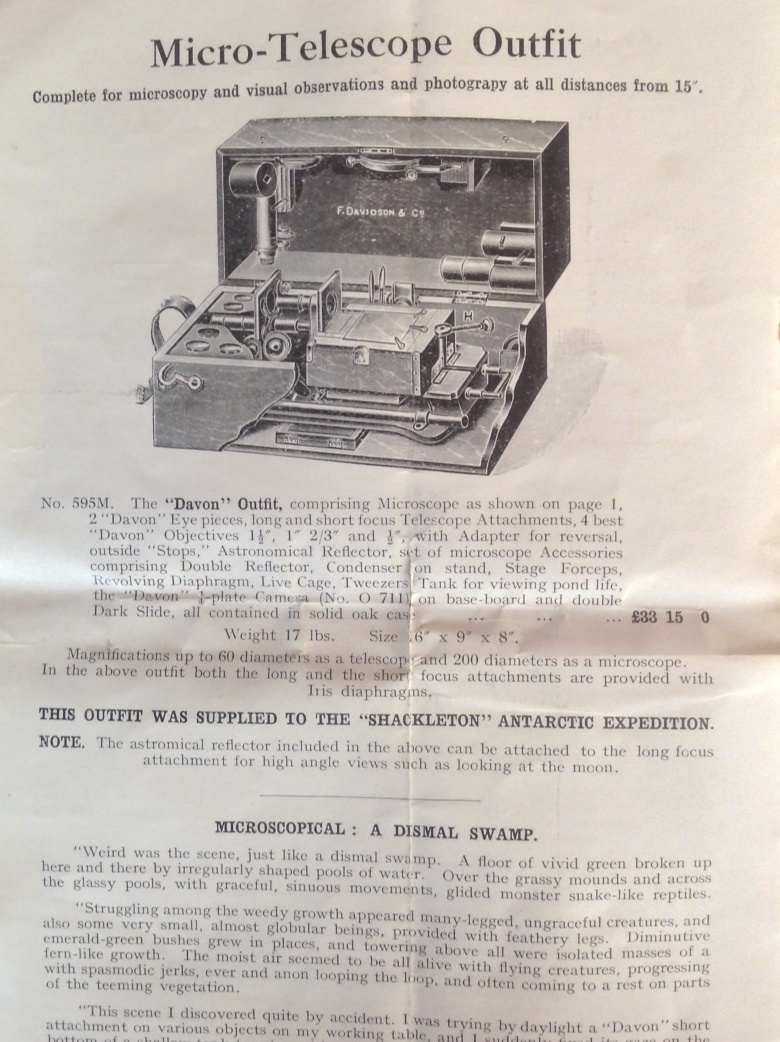 Micro-Telescope Outfit
Complete for microscopy and visual observations and photograpy at all distances from 15″.
F. DAVIDSON & Co
H
No. 595M. The "Davon" Outfit, comprising Microscope as shown on page 1,
2 "Davon" Eye pieces, long and short focus Telescope Attachments, 4 best
"Davon" Objectives 1½″, 1″ 2/3″ and ½″, with Adapter for reversal,
outside "Stops," Astronomical Reflector, set of microscope Accessories
comprising Double Reflector, Condenser on stand, Stage Forceps,
Revolving Diaphragm, Live Cage, Tweezers, Tank for viewing pond life,
the "Davon" -plate Camera (No. O 711) on base-board and double
Dark Slide, all contained in solid oak case ... ... ... £33 15 0
Weight 17 lbs. Size 6″ x 9″ x 8″.
Magnifications up to 60 diameters as a telescope and 200 diameters as a microscope.
In the above outfit both the long and the short focus attachments are provided with
Iris diaphragms.
THIS OUTFIT WAS SUPPLIED TO THE "SHACKLETON" ANTARCTIC EXPEDITION.
NOTE. The astromical reflector included in the above can be attached to the long focus
attachment for high angle views such as looking at the moon.
MICROSCOPICAL : A DISMAL SWAMP.
"Weird was the scene, just like a dismal swamp. A floor of vivid green broken up
here and there by irregularly shaped pools of water. Over the grassy mounds and across
the glassy pools, with graceful, sinuous movements, glided monster snake-like reptiles.
"Struggling among the weedy growth appeared many-legged, ungraceful creatures, and
also some very small, almost globular beings, provided with feathery legs. Diminutive
emerald-green bushes grew in places, and towering above all were isolated masses of a
fern-like growth. The moist air seemed to be all alive with flying creatures, progressing
with spasmodic jerks, ever and anon looping the loop, and often coming to a rest on parts
of the teeming vegetation.
"This scene I discovered quite by accident. I was trying by daylight a "Davon" short
attachment on various objects on my working table, and I suddenly fixed its gaze on the
bottom of a shallow